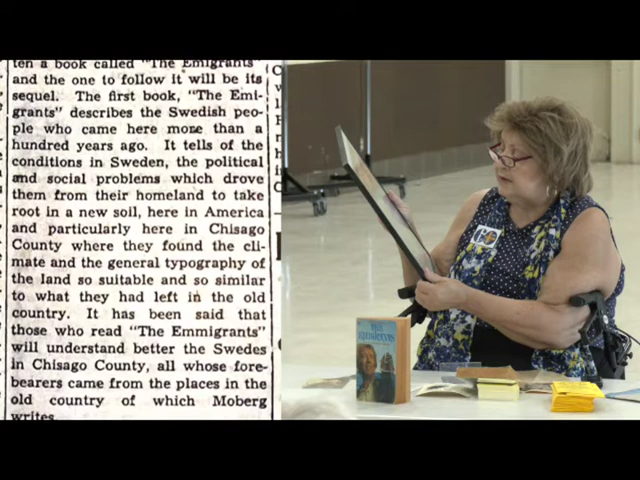 ten a book called "The Emigrants"
and the one to follow it will be its
sequel. The first book, "The Emi-
grants" describes the Swedish peo-
ple who came here more than a
hundred years ago. It tells of the
conditions in Sweden, the political
and social problems which drove
them from their homeland to take
root in a new soil, here in America
and particularly here in Chisago
County where they found the cli-
mate and the general typography of
the land so suitable and so similar
to what they had left in the old
country. It has been said that
those who read "The Emmigrants"
will understand better the Swedes
in Chisago County, all whose fore-
bearers came from the places in the
old country of which Moberg
writes.
THE
EMIGRANTS